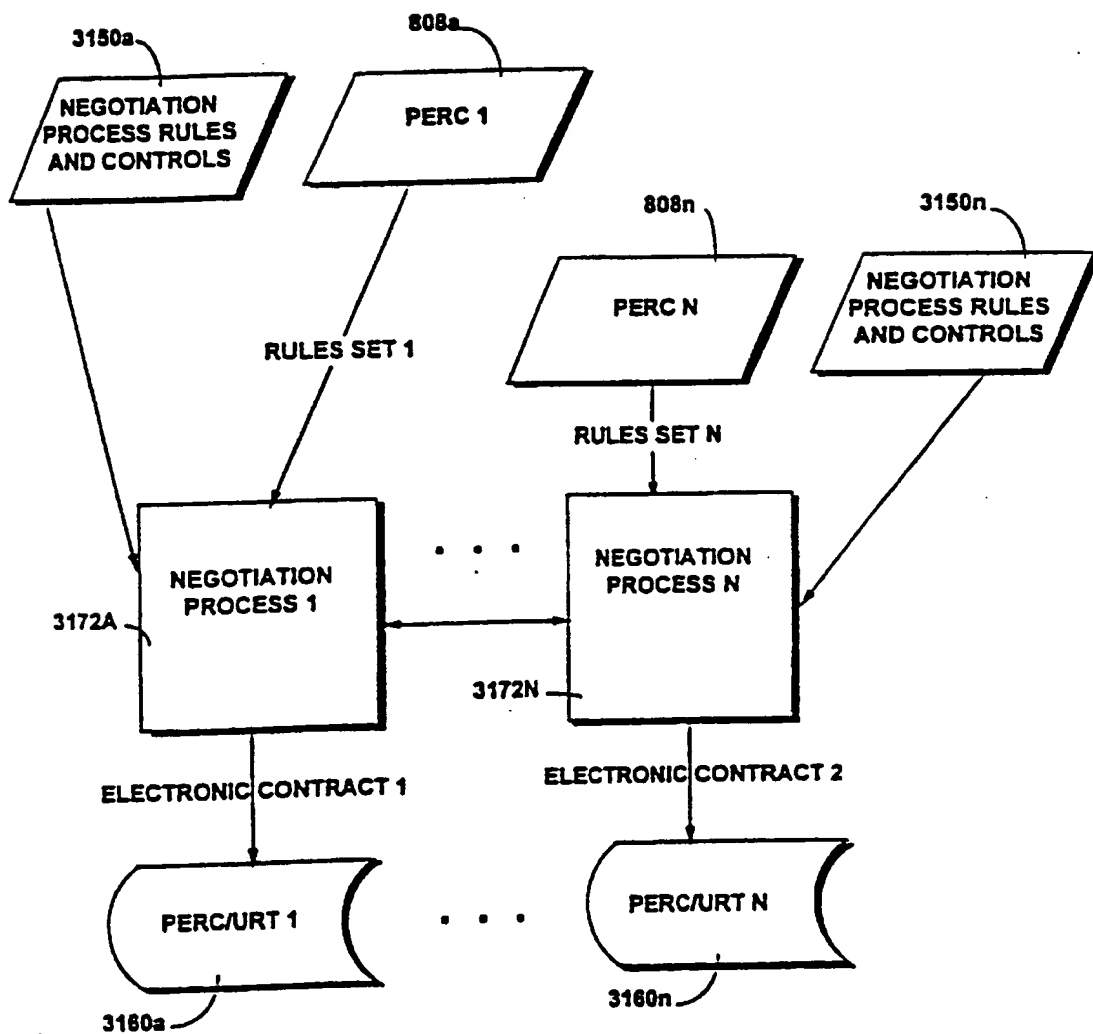 3150a
808a
NEGOTIATION
PROCESS RULES
AND CONTROLS
PERC 1
808n
3150n
PERC N
NEGOTIATION
PROCESS RULES
AND CONTROLS
RULES SET 1
RULES SET N
NEGOTIATION
PROCESS 1
NEGOTIATION
PROCESS N
3172A
3172N
ELECTRONIC CONTRACT 1
ELECTRONIC CONTRACT 2
PERC/URT 1
PERC/URT N
3160a
3160n